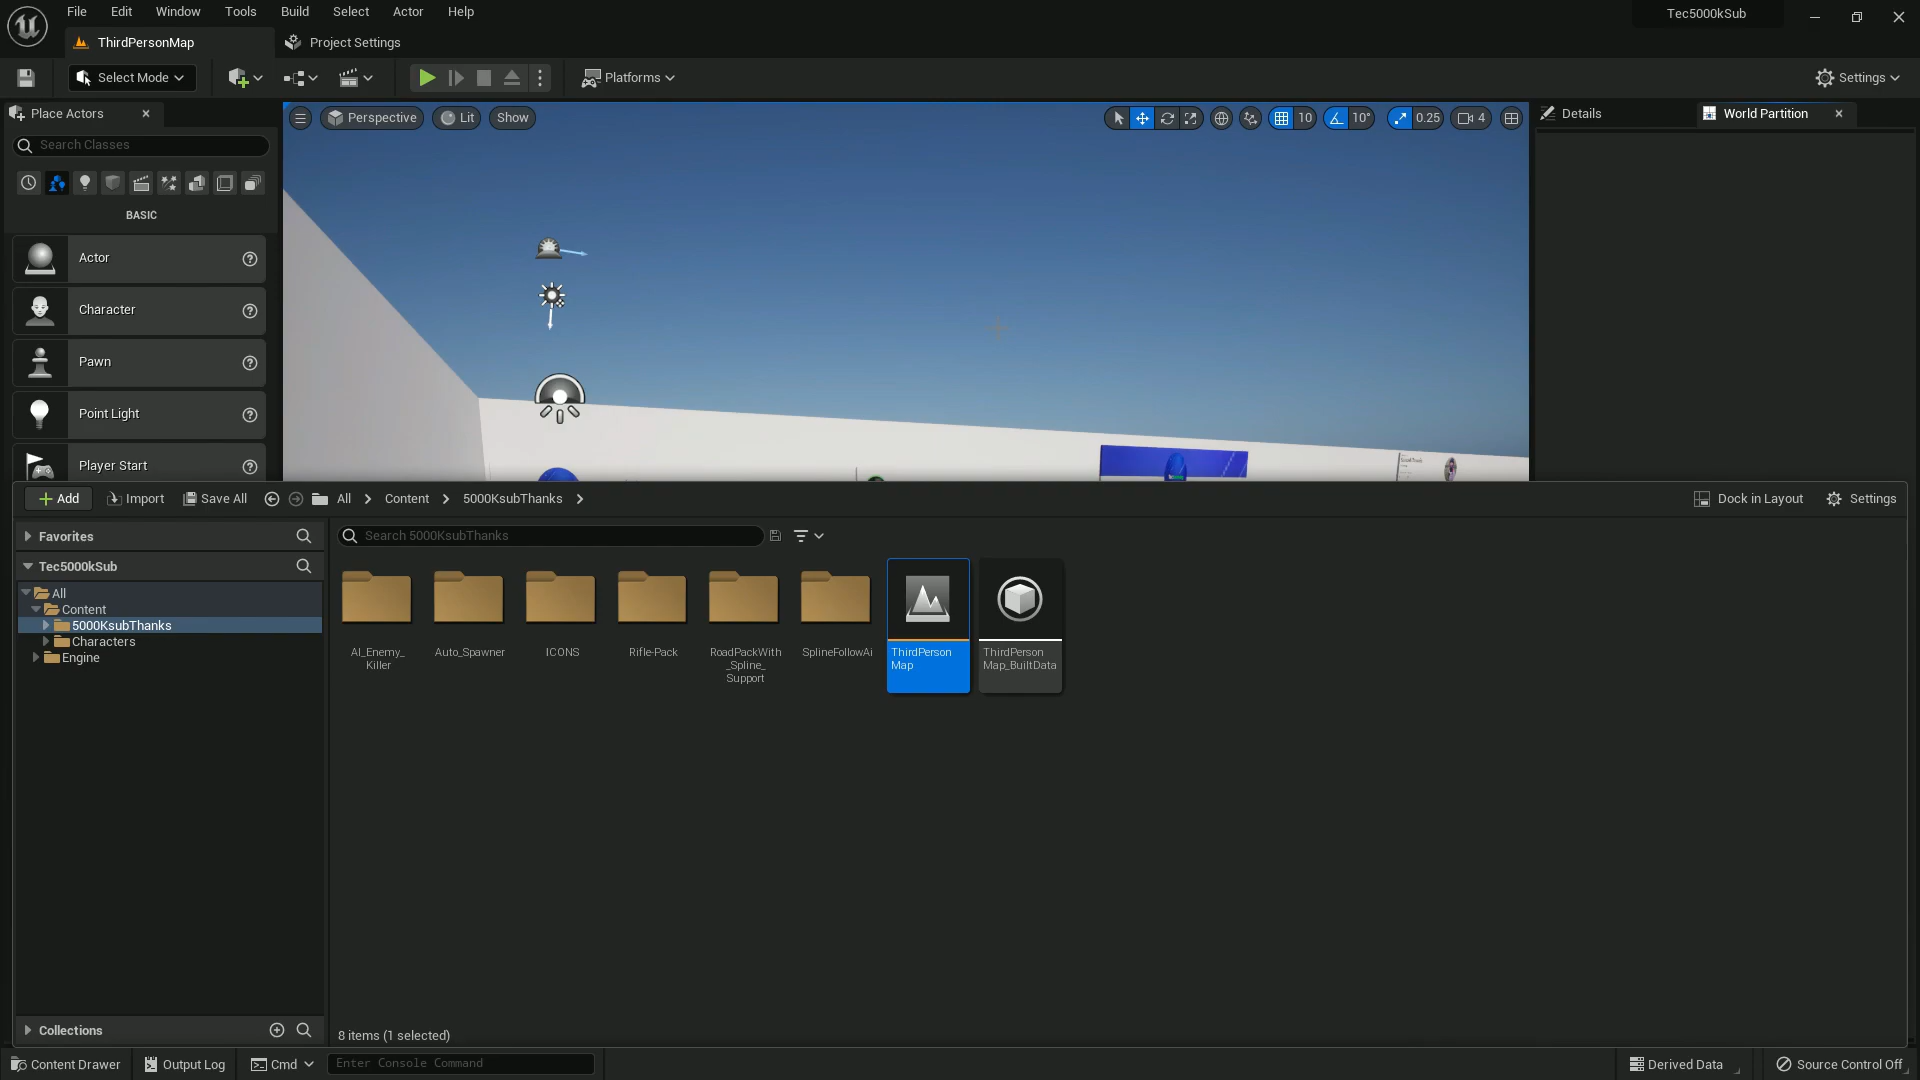 File Edit Window Tools Build Select Actor Help
Tec5000kSub
ThirdPersonMap
Project Settings
Select Mode
Platforms
Settings
Place Actors
Search Classes
BASIC
Actor
Character
Pawn
Point Light
Player Start
Perspective
Lit
Show
10
10°
0.25
4
Details
World Partition
Add
Import
Save All
All
Content
5000KsubThanks
Dock in Layout
Settings
Favorites
Tec5000kSub
All
Content
5000KsubThanks
Characters
Engine
Collections
Search 5000KsubThanks
AI_Enemy_
Killer
Auto_Spawner
ICONS
Rifle-Pack
RoadPackWith
_Spline_
Support
SplineFollowAi
ThirdPerson
Map
ThirdPerson
Map_BuiltData
8 items (1 selected)
Content Drawer
Output Log
Cmd
Enter Console Command
Derived Data
Source Control Off